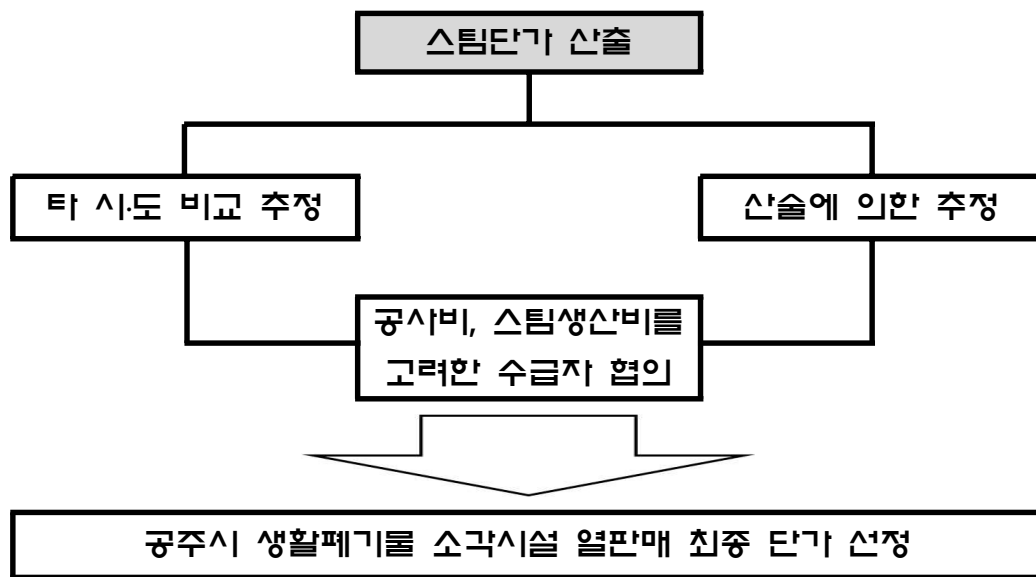 스팀단가 산출
타 시·도 비교 추정
산술에 의한 추정
공사비, 스팀생산비를
고려한 수급자 협의
공주시 생활폐기물 소각시설 열판매 최종 단가 선정